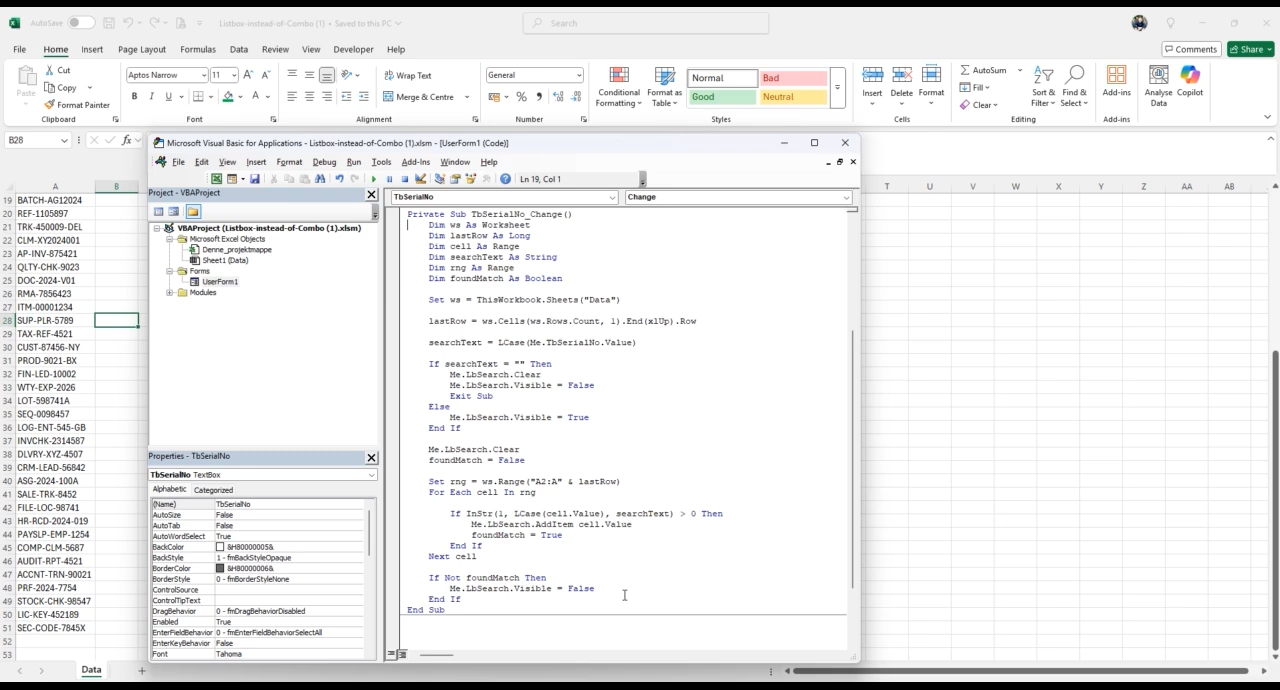 AutoSave
Listbox-instead-of-Combo (1) • Saved to this PC
Search
File Home Insert Page Layout Formulas Data Review View Developer Help
Comments Share
Paste
Cut
Copy
Format Painter
Clipboard
Aptos Narrow 11
Font
Wrap Text
Merge & Centre
Alignment
General
Number
Conditional Formatting
Format as Table
Normal Bad
Good Neutral
Styles
Insert Delete Format
Cells
AutoSum
Fill
Clear
Sort & Filter
Find & Select
Editing
Add-ins
Add-ins
Analyse Data
Copilot
B28
A B T U V W X Y Z AA AB
19 BATCH-AG12024
20 REF-1105897
21 TRK-450009-DEL
22 CLM-XY2024001
23 AP-INV-875421
24 QLTY-CHK-9023
25 DOC-2024-V01
26 RMA-7856423
27 ITM-00001234
28 SUP-PLR-5789
29 TAX-REF-4521
30 CUST-87456-NY
31 PROD-9021-BX
32 FIN-LED-10002
33 WTY-EXP-2026
34 LOT-598741A
35 SEQ-0098457
36 LOG-ENT-545-GB
37 INVCHK-2314587
38 DLVRY-XYZ-4507
39 CRM-LEAD-56842
40 ASG-2024-100A
41 SALE-TRK-8452
42 FILE-LOC-98741
43 HR-RCD-2024-019
44 PAYSLP-EMP-1254
45 COMP-CLM-5687
46 AUDIT-RPT-4521
47 ACCNT-TRN-90021
48 PRF-2024-7754
49 STOCK-CHK-98547
50 LIC-KEY-452189
51 SEC-CODE-7845X
52
53
Data
Microsoft Visual Basic for Applications - Listbox-instead-of-Combo (1).xlsm - [UserForm1 (Code)]
File Edit View Insert Format Debug Run Tools Add-Ins Window Help
Ln 19, Col 1
Project - VBAProject
VBAProject (Listbox-instead-of-Combo (1).xlsm)
Microsoft Excel Objects
Denne_projektmappe
Sheet1 (Data)
Forms
UserForm1
Modules
Properties - TbSerialNo
TbSerialNo TextBox
Alphabetic Categorized
(Name) TbSerialNo
AutoSize False
AutoTab False
AutoWordSelect True
BackColor &H80000005&
BackStyle 1 - fmBackStyleOpaque
BorderColor &H80000006&
BorderStyle 0 - fmBorderStyleNone
ControlSource
ControlTipText
DragBehavior 0 - fmDragBehaviorDisabled
Enabled True
EnterFieldBehavior 0 - fmEnterFieldBehaviorSelectAll
EnterKeyBehavior False
Font Tahoma
TbSerialNo Change
Private Sub TbSerialNo_Change()
Dim ws As Worksheet
Dim lastRow As Long
Dim cell As Range
Dim searchText As String
Dim rng As Range
Dim foundMatch As Boolean
Set ws = ThisWorkbook.Sheets("Data")
lastRow = ws.Cells(ws.Rows.Count, 1).End(xlUp).Row
searchText = LCase(Me.TbSerialNo.Value)
If searchText = "" Then
Me.LbSearch.Clear
Me.LbSearch.Visible = False
Exit Sub
Else
Me.LbSearch.Visible = True
End If
Me.LbSearch.Clear
foundMatch = False
Set rng = ws.Range("A2:A" & lastRow)
For Each cell In rng
If InStr(1, LCase(cell.Value), searchText) > 0 Then
Me.LbSearch.AddItem cell.Value
foundMatch = True
End If
Next cell
If Not foundMatch Then
Me.LbSearch.Visible = False
End If
End Sub